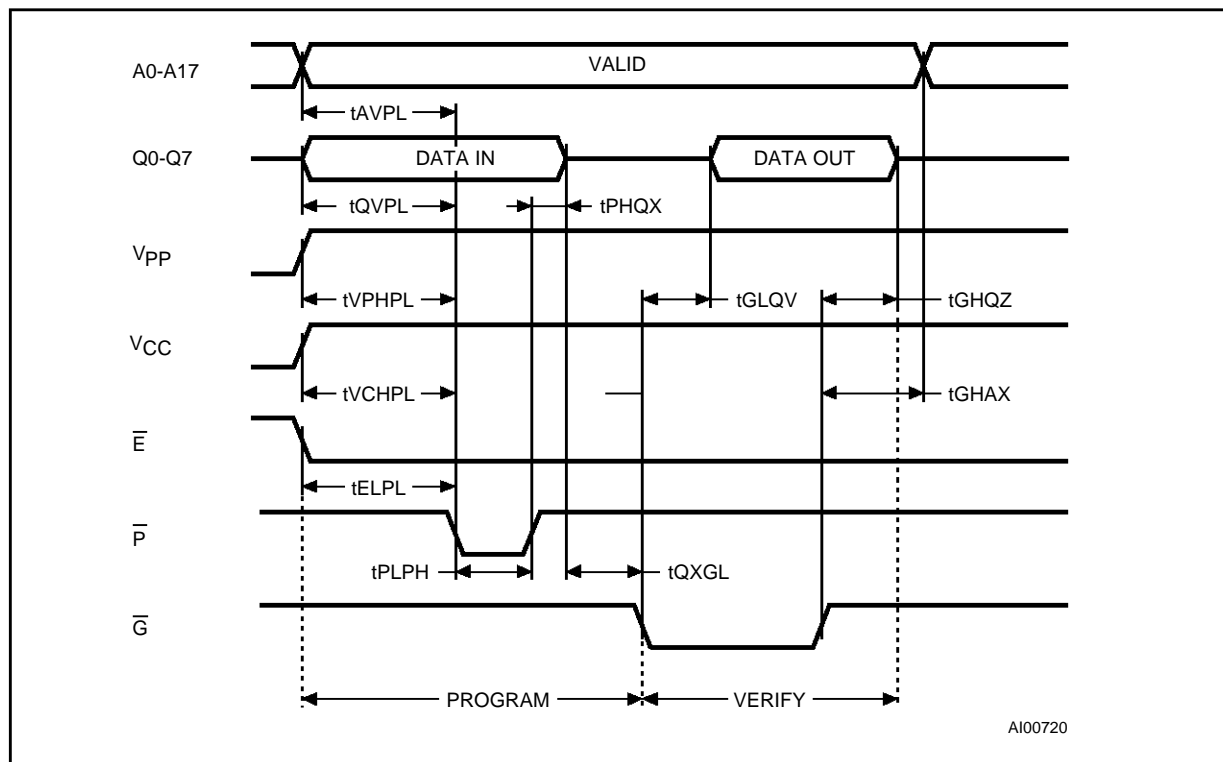 A0-A17
VALID
tAVPL
Q0-Q7
DATA IN
DATA OUT
tQVPL
tPHQX
VPP
tVPHPL
tGLQV
tGHQZ
VCC
tVCHPL
tGHAX
E̅
tELPL
P̅
tPLPH
tQXGL
G̅
PROGRAM
VERIFY
AI00720